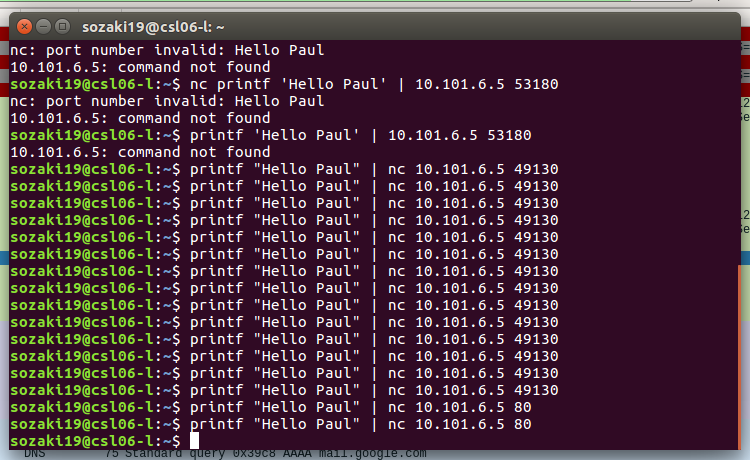 sozaki19@csl06-l: ~
nc: port number invalid: Hello Paul
10.101.6.5: command not found
sozaki19@csl06-l:~$ nc printf 'Hello Paul' | 10.101.6.5 53180
nc: port number invalid: Hello Paul
10.101.6.5: command not found
sozaki19@csl06-l:~$ printf 'Hello Paul' | 10.101.6.5 53180
10.101.6.5: command not found
sozaki19@csl06-l:~$ printf "Hello Paul" | nc 10.101.6.5 49130
sozaki19@csl06-l:~$ printf "Hello Paul" | nc 10.101.6.5 49130
sozaki19@csl06-l:~$ printf "Hello Paul" | nc 10.101.6.5 49130
sozaki19@csl06-l:~$ printf "Hello Paul" | nc 10.101.6.5 49130
sozaki19@csl06-l:~$ printf "Hello Paul" | nc 10.101.6.5 49130
sozaki19@csl06-l:~$ printf "Hello Paul" | nc 10.101.6.5 49130
sozaki19@csl06-l:~$ printf "Hello Paul" | nc 10.101.6.5 49130
sozaki19@csl06-l:~$ printf "Hello Paul" | nc 10.101.6.5 49130
sozaki19@csl06-l:~$ printf "Hello Paul" | nc 10.101.6.5 49130
sozaki19@csl06-l:~$ printf "Hello Paul" | nc 10.101.6.5 49130
sozaki19@csl06-l:~$ printf "Hello Paul" | nc 10.101.6.5 49130
sozaki19@csl06-l:~$ printf "Hello Paul" | nc 10.101.6.5 49130
sozaki19@csl06-l:~$ printf "Hello Paul" | nc 10.101.6.5 49130
sozaki19@csl06-l:~$ printf "Hello Paul" | nc 10.101.6.5 49130
sozaki19@csl06-l:~$ printf "Hello Paul" | nc 10.101.6.5 80
sozaki19@csl06-l:~$ printf "Hello Paul" | nc 10.101.6.5 80
sozaki19@csl06-l:~$
DNS 75 Standard query 0x39c8 AAAA mail.google.com